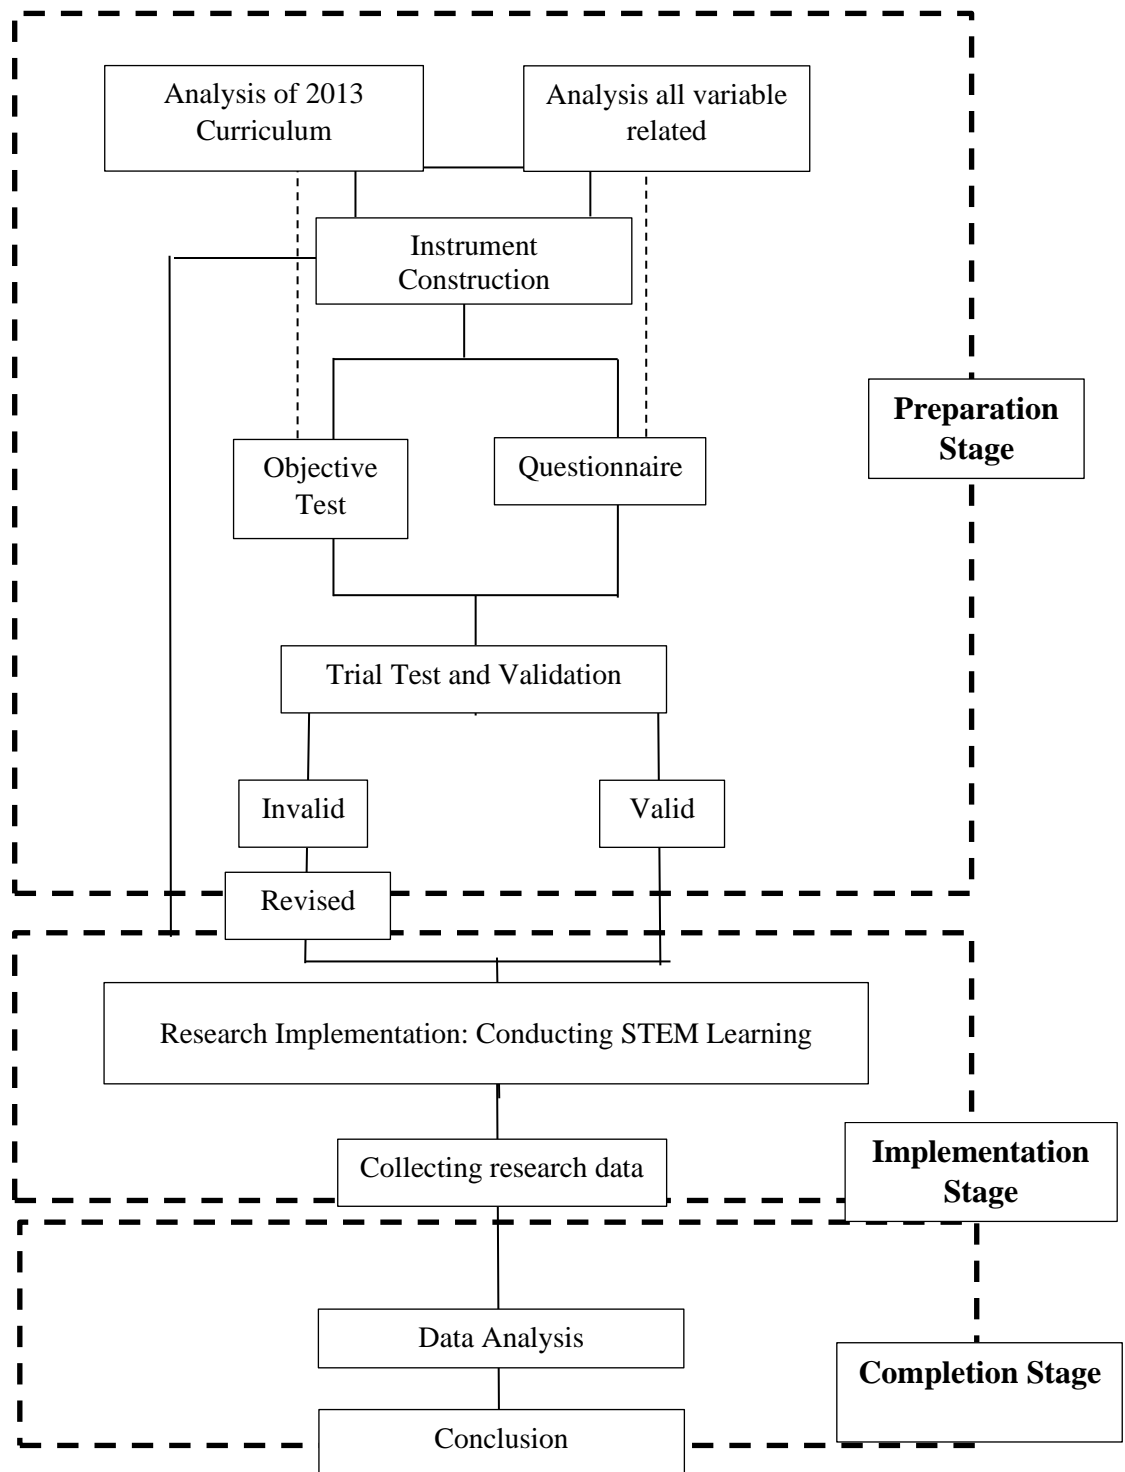 Analysis of 2013
Curriculum
Analysis all variable
related
Instrument
Construction
Preparation
Stage
Objective
Test
Questionnaire
Trial Test and Validation
Invalid
Valid
Revised
Research Implementation: Conducting STEM Learning
Implementation
Stage
Collecting research data
Data Analysis
Completion Stage
Conclusion